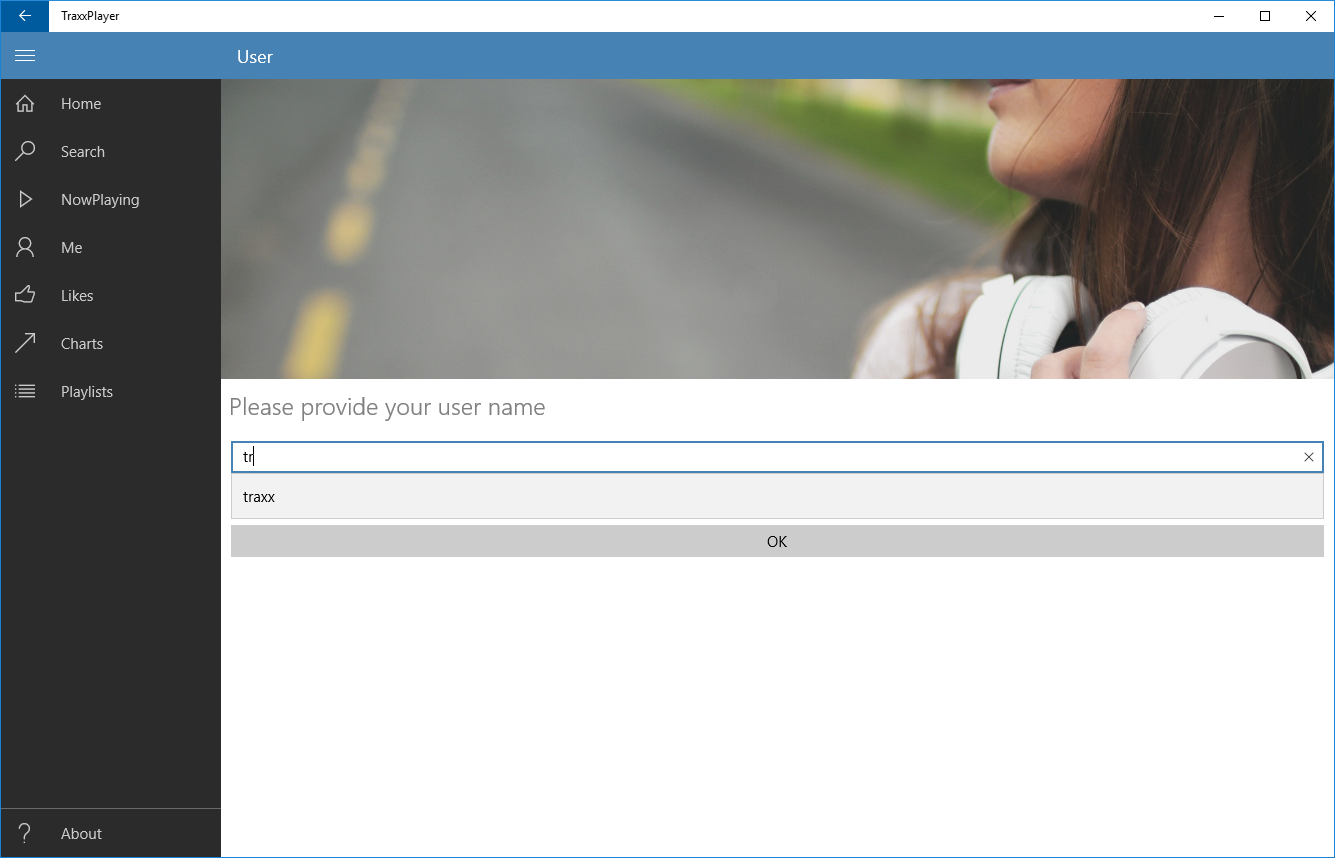 TraxxPlayer
User
Home
Search
NowPlaying
Me
Likes
Charts
Playlists
About
Please provide your user name
tr
traxx
OK